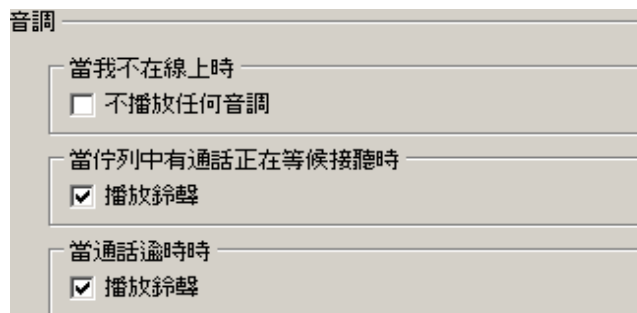 音調
當我不在線上時
不播放任何音調
當佇列中有通話正在等候接聽時
播放鈴聲
當通話逾時時
播放鈴聲